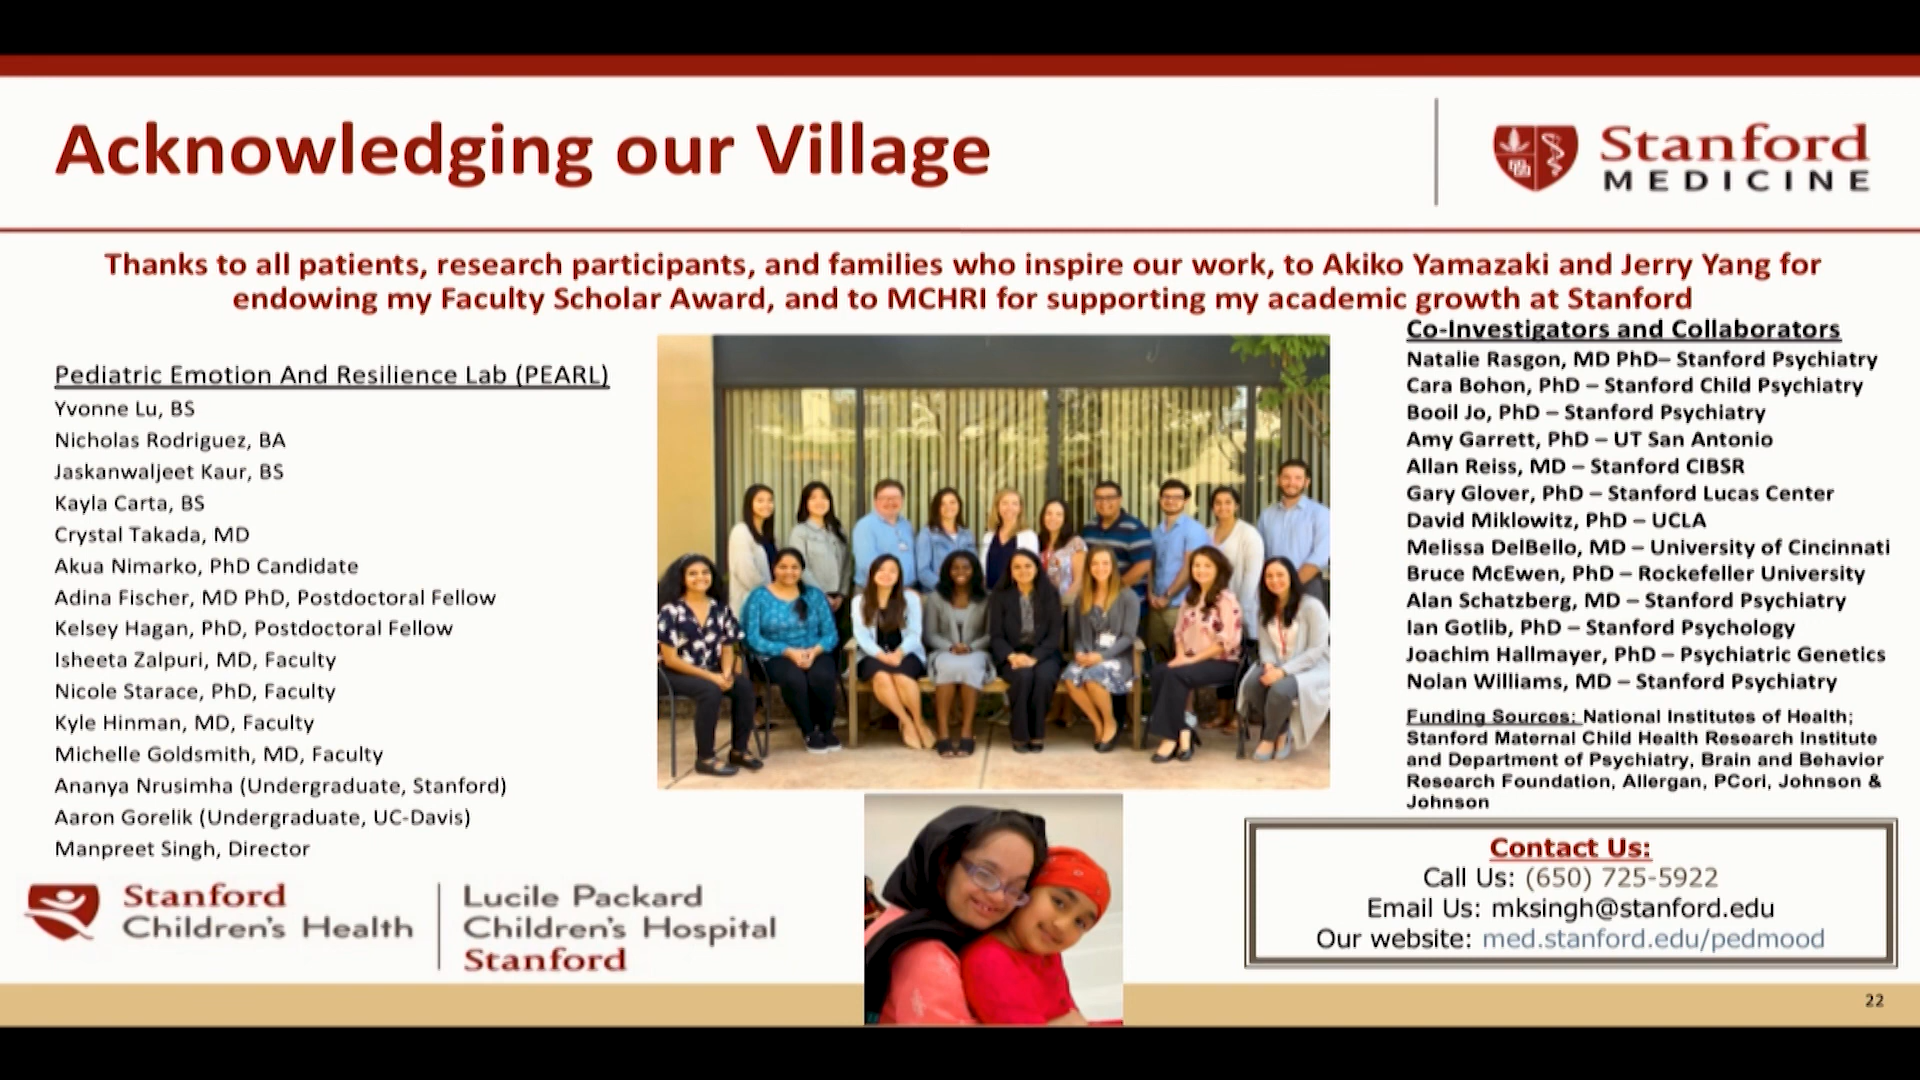 Acknowledging our Village
Stanford
MEDICINE
Thanks to all patients, research participants, and families who inspire our work, to Akiko Yamazaki and Jerry Yang for
endowing my Faculty Scholar Award, and to MCHRI for supporting my academic growth at Stanford
Pediatric Emotion And Resilience Lab (PEARL)
Yvonne Lu, BS
Nicholas Rodriguez, BA
Jaskanwaljeet Kaur, BS
Kayla Carta, BS
Crystal Takada, MD
Akua Nimarko, PhD Candidate
Adina Fischer, MD PhD, Postdoctoral Fellow
Kelsey Hagan, PhD, Postdoctoral Fellow
Isheeta Zalpuri, MD, Faculty
Nicole Starace, PhD, Faculty
Kyle Hinman, MD, Faculty
Michelle Goldsmith, MD, Faculty
Ananya Nrusimha (Undergraduate, Stanford)
Aaron Gorelik (Undergraduate, UC-Davis)
Manpreet Singh, Director
Co-Investigators and Collaborators
Natalie Rasgon, MD PhD– Stanford Psychiatry
Cara Bohon, PhD – Stanford Child Psychiatry
Booil Jo, PhD – Stanford Psychiatry
Amy Garrett, PhD – UT San Antonio
Allan Reiss, MD – Stanford CIBSR
Gary Glover, PhD – Stanford Lucas Center
David Miklowitz, PhD – UCLA
Melissa DelBello, MD – University of Cincinnati
Bruce McEwen, PhD – Rockefeller University
Alan Schatzberg, MD – Stanford Psychiatry
Ian Gotlib, PhD – Stanford Psychology
Joachim Hallmayer, PhD – Psychiatric Genetics
Nolan Williams, MD – Stanford Psychiatry
Funding Sources: National Institutes of Health;
Stanford Maternal Child Health Research Institute
and Department of Psychiatry, Brain and Behavior
Research Foundation, Allergan, PCori, Johnson &
Johnson
Contact Us:
Call Us: (650) 725-5922
Email Us: mksingh@stanford.edu
Our website: med.stanford.edu/pedmood
Stanford
Children's Health
Lucile Packard
Children's Hospital
Stanford
22